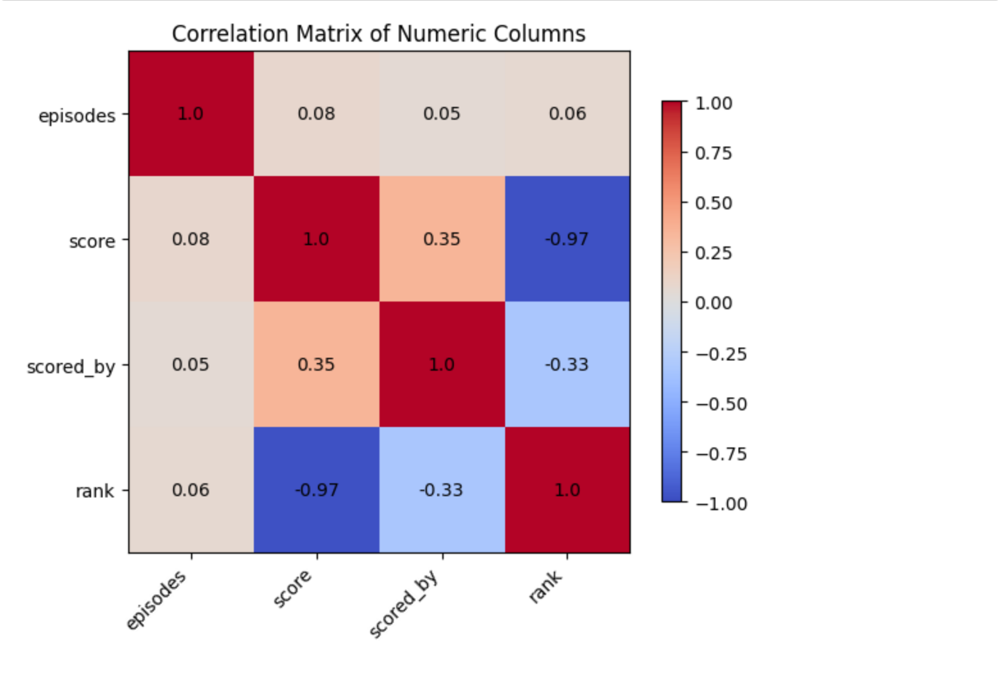 Correlation Matrix of Numeric Columns
episodes 1.0 0.08 0.05 0.06
score 0.08 1.0 0.35 -0.97
scored_by 0.05 0.35 1.0 -0.33
rank 0.06 -0.97 -0.33 1.0
episodes score scored_by rank
1.00
0.75
0.50
0.25
0.00
−0.25
−0.50
−0.75
−1.00